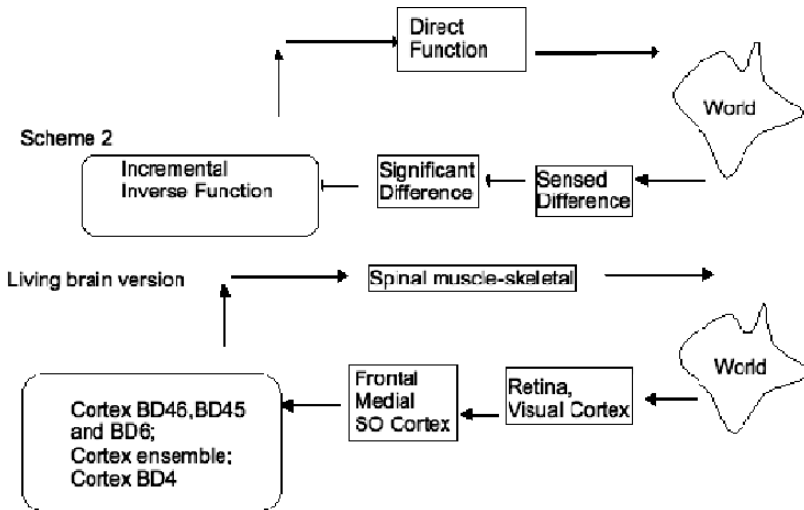 Direct
Function
World
Scheme 2
Incremental
Inverse Function
Significant
Difference
Sensed
Difference
Living brain version
Spinal muscle-skeletal
World
Cortex BD46,BD45
and BD6;
Cortex ensemble;
Cortex BD4
Frontal
Medial
SO Cortex
Retina,
Visual Cortex